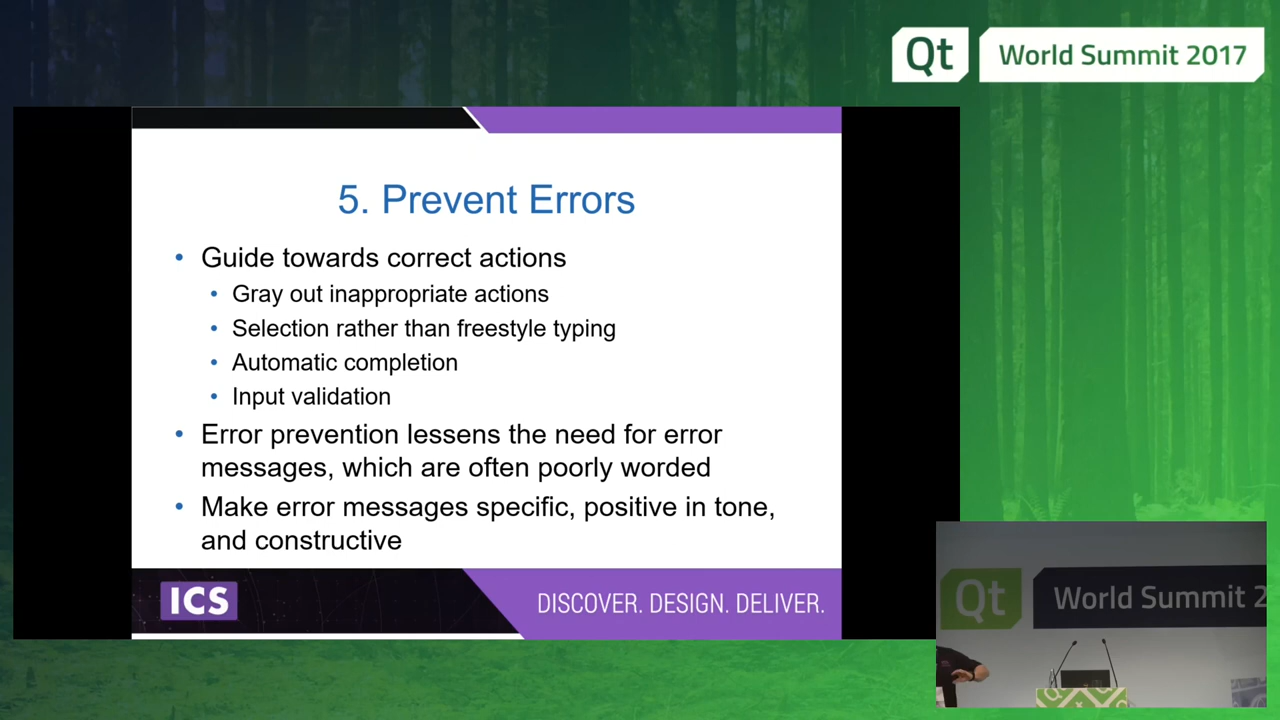 Qt World Summit 2017
5. Prevent Errors
• Guide towards correct actions
• Gray out inappropriate actions
• Selection rather than freestyle typing
• Automatic completion
• Input validation
• Error prevention lessens the need for error
messages, which are often poorly worded
• Make error messages specific, positive in tone,
and constructive
ICS
DISCOVER. DESIGN. DELIVER.
Qt World Summit 2